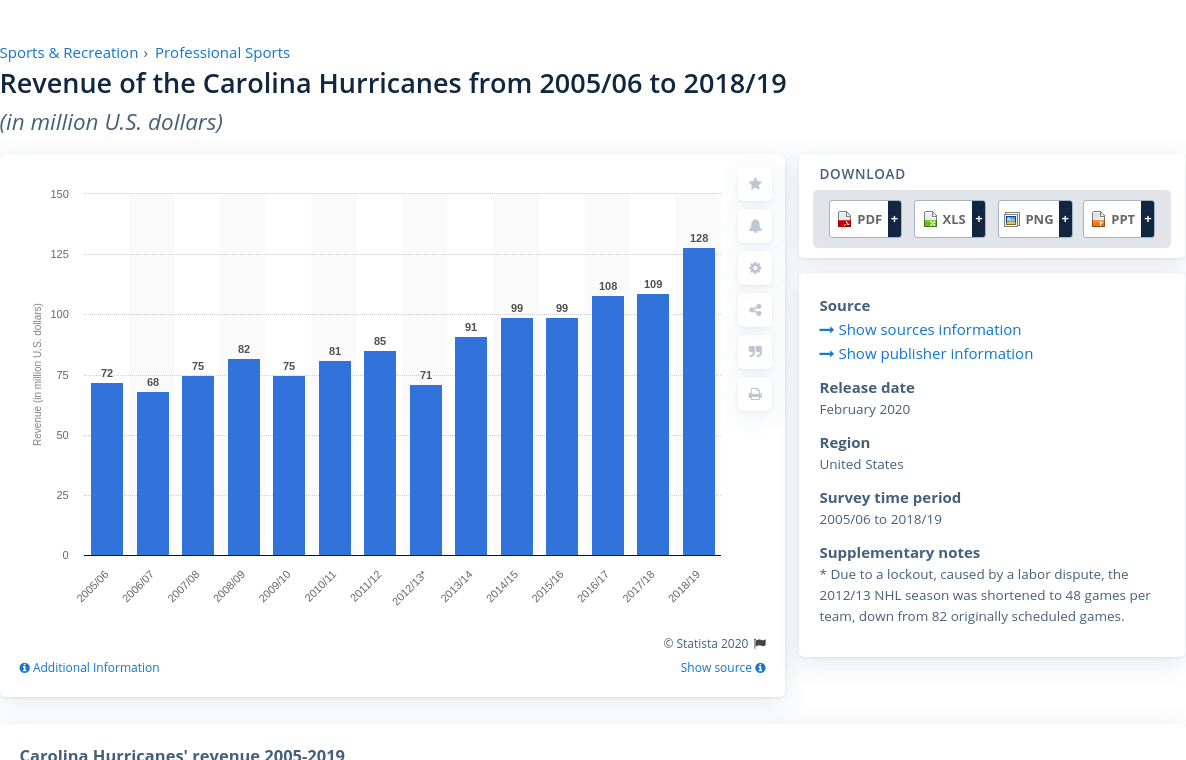 Sports & Recreation › Professional Sports
Revenue of the Carolina Hurricanes from 2005/06 to 2018/19
(in million U.S. dollars)
150
125
100
75
50
25
0
Revenue (in million U.S. dollars)
72
68
75
82
75
81
85
71
91
99
99
108
109
128
2005/06
2006/07
2007/08
2008/09
2009/10
2010/11
2011/12
2012/13*
2013/14
2014/15
2015/16
2016/17
2017/18
2018/19
© Statista 2020
Additional Information
Show source
DOWNLOAD
PDF +
XLS +
PNG +
PPT +
Source
Show sources information
Show publisher information
Release date
February 2020
Region
United States
Survey time period
2005/06 to 2018/19
Supplementary notes
* Due to a lockout, caused by a labor dispute, the
2012/13 NHL season was shortened to 48 games per
team, down from 82 originally scheduled games.
Carolina Hurricanes' revenue 2005-2019